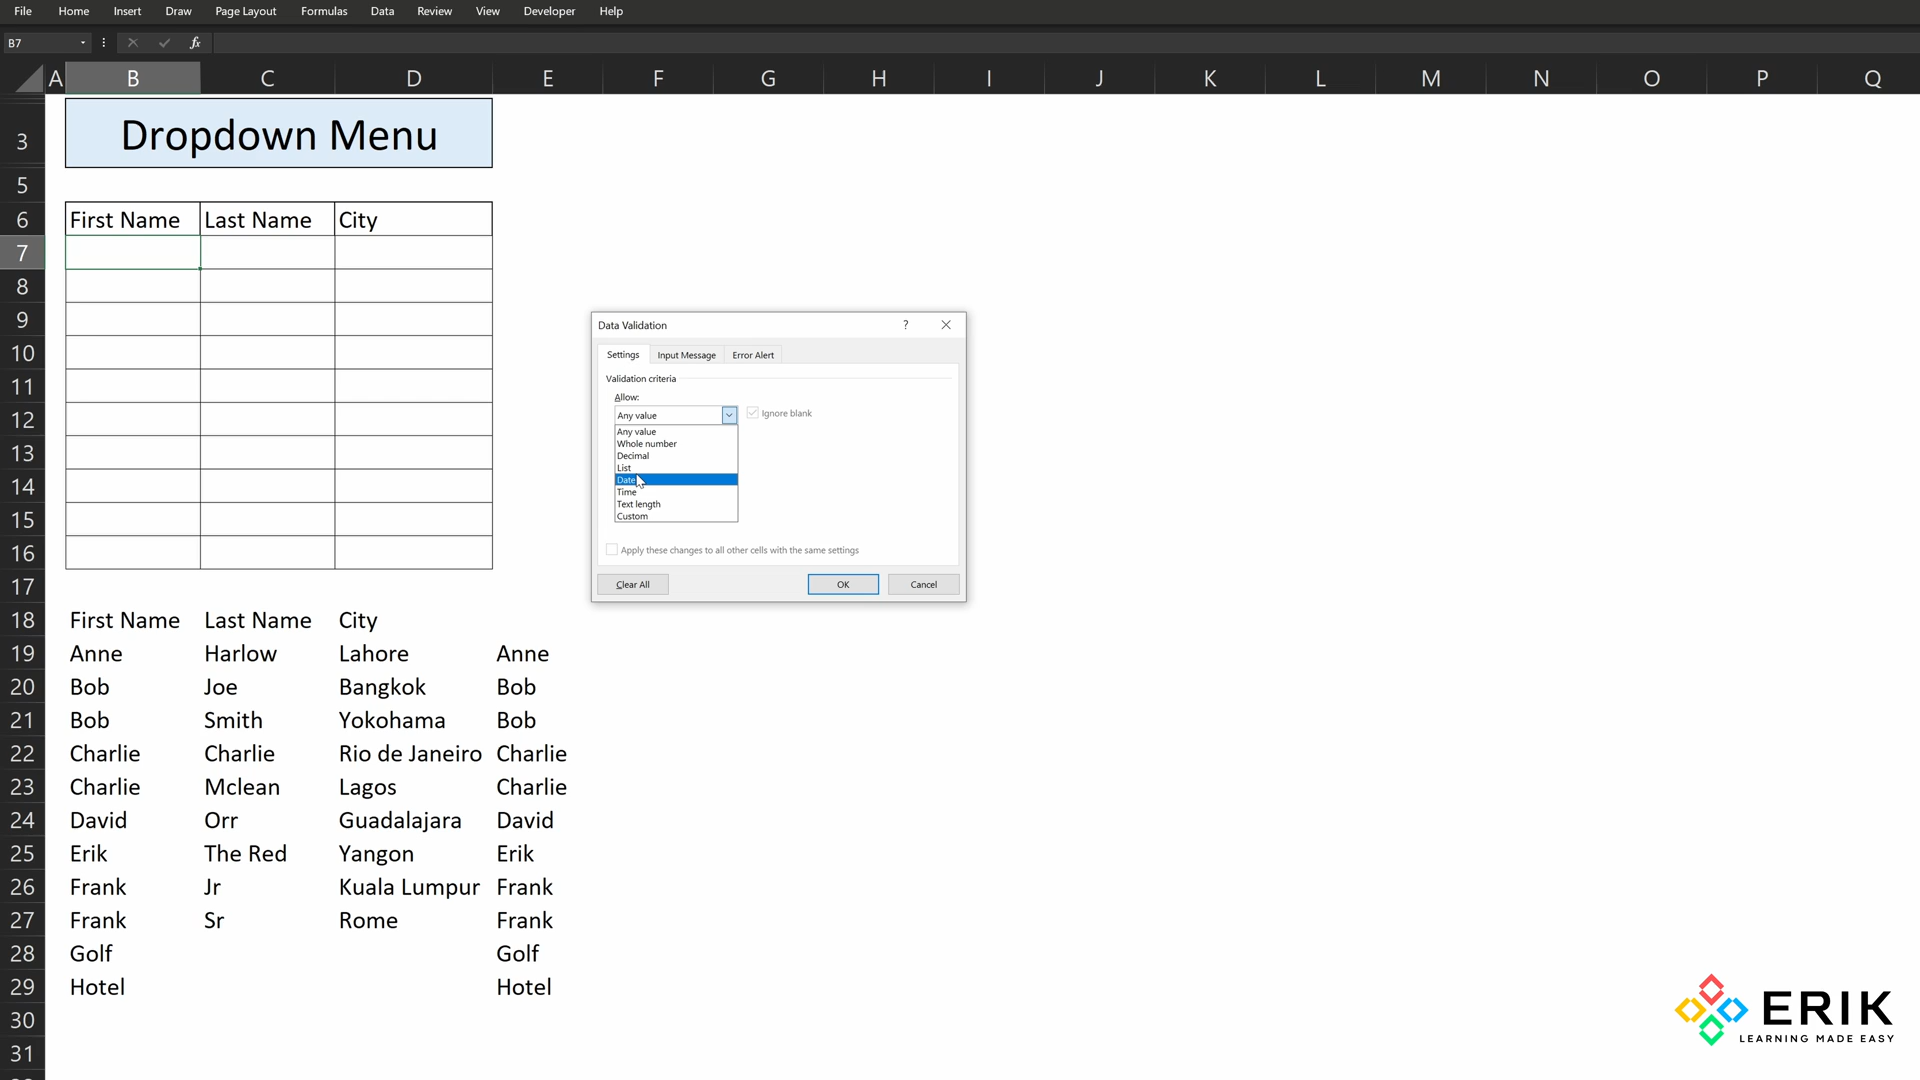 File Home Insert Draw Page Layout Formulas Data Review View Developer Help
B7 fx
A B C D E F G H I J K L M N O P Q
3 Dropdown Menu
5
6 First Name Last Name City
7
8
9
10
11
12
13
14
15
16
17
18 First Name Last Name City
19 Anne Harlow Lahore Anne
20 Bob Joe Bangkok Bob
21 Bob Smith Yokohama Bob
22 Charlie Charlie Rio de Janeiro Charlie
23 Charlie Mclean Lagos Charlie
24 David Orr Guadalajara David
25 Erik The Red Yangon Erik
26 Frank Jr Kuala Lumpur Frank
27 Frank Sr Rome Frank
28 Golf Golf
29 Hotel Hotel
30
31
Data Validation ?
Settings Input Message Error Alert
Validation criteria
Allow:
Any value Ignore blank
Any value
Whole number
Decimal
List
Date
Time
Text length
Custom
Apply these changes to all other cells with the same settings
Clear All OK Cancel
ERIK
LEARNING MADE EASY